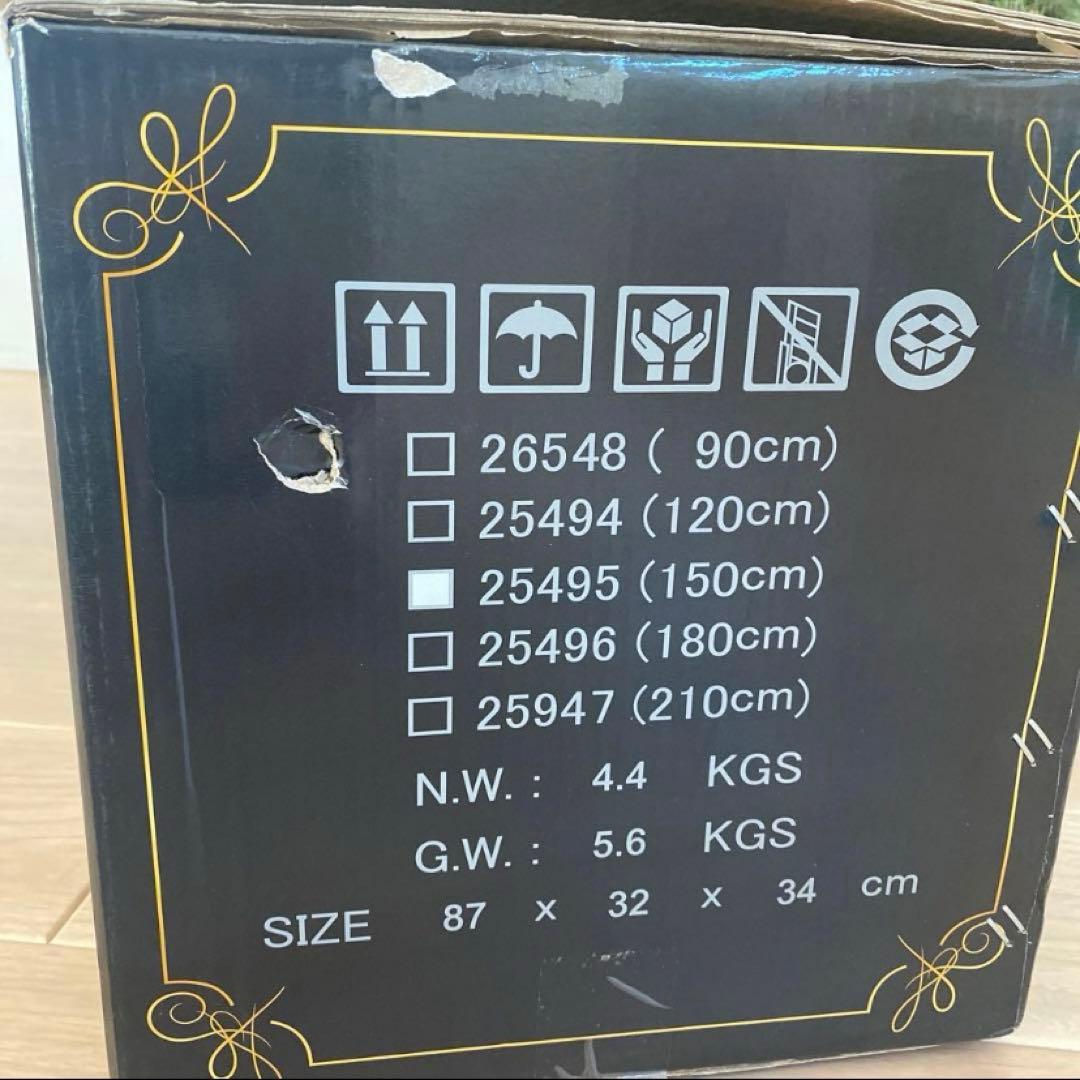 26548 ( 90cm)
25494 (120cm)
25495 (150cm)
25496 (180cm)
25947 (210cm)
N.W. : 4.4 KGS
G.W. : 5.6 KGS
SIZE 87 x 32 x 34 cm